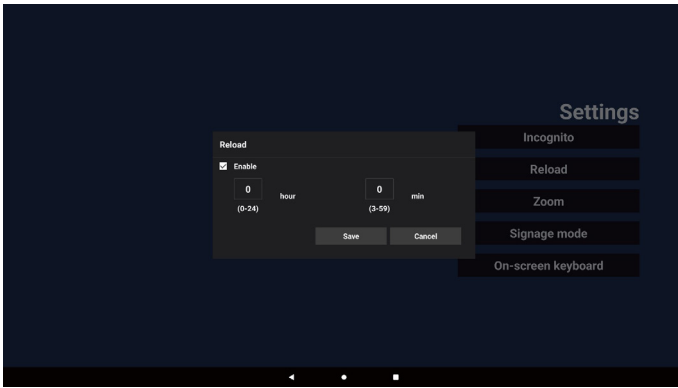 Settings
Incognito
Reload
Zoom
Signage mode
On-screen keyboard
Reload
Enable
0 hour 0 min
(0-24) (3-59)
Save Cancel